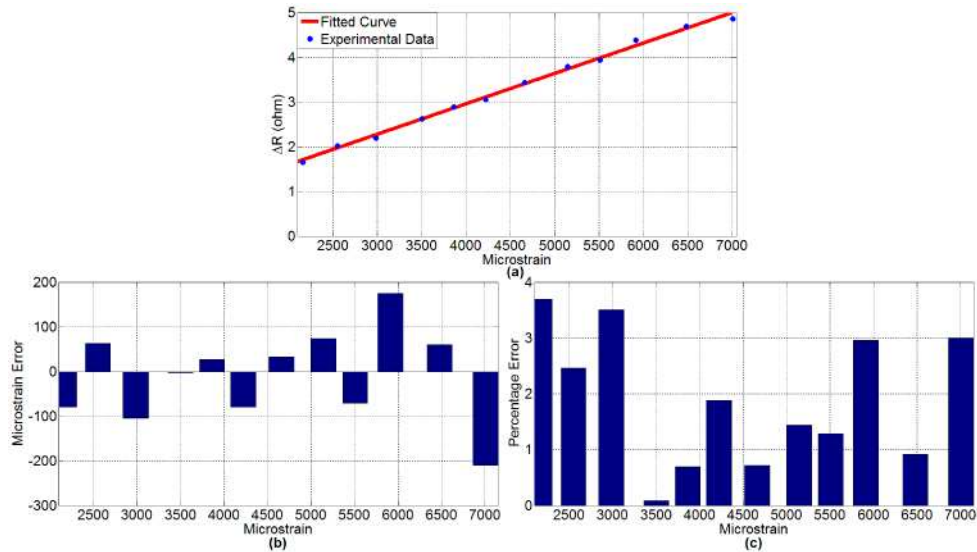 5
4
3
2
1
0
ΔR (ohm)
Fitted Curve
Experimental Data
2500 3000 3500 4000 4500 5000 5500 6000 6500 7000
Microstrain
(a)
200
100
0
-100
-200
-300
Microstrain Error
2500 3000 3500 4000 4500 5000 5500 6000 6500 7000
Microstrain
(b)
4
3
2
1
0
Percentage Error
2500 3000 3500 4000 4500 5000 5500 6000 6500 7000
Microstrain
(c)